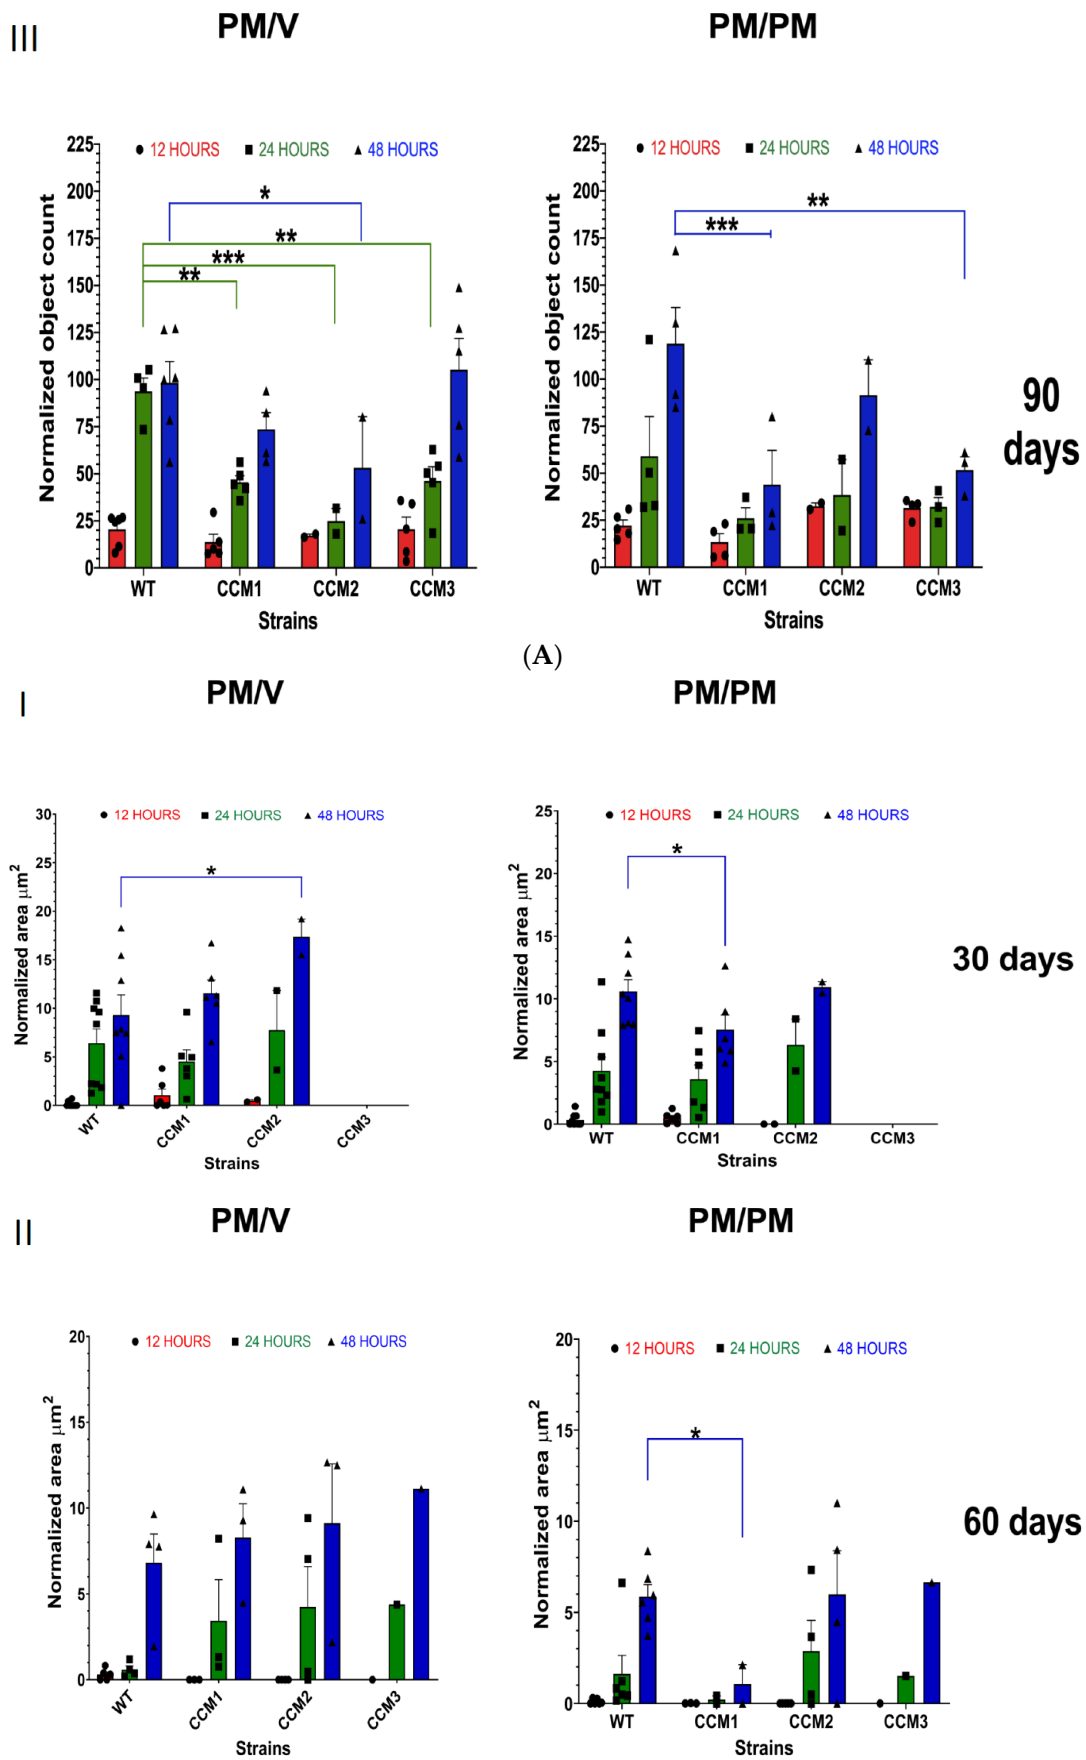 III
PM/V
PM/PM
● 12 HOURS ■ 24 HOURS ▲ 48 HOURS
Normalized object count
225
200
175
150
125
100
75
50
25
0
*
**
***
**
WT CCM1 CCM2 CCM3
Strains
● 12 HOURS ■ 24 HOURS ▲ 48 HOURS
Normalized object count
225
200
175
150
125
100
75
50
25
0
**
***
WT CCM1 CCM2 CCM3
Strains
90
days
(A)
I
PM/V
PM/PM
● 12 HOURS ■ 24 HOURS ▲ 48 HOURS
Normalized area μm²
30
25
20
15
10
5
0
*
WT CCM1 CCM2 CCM3
Strains
● 12 HOURS ■ 24 HOURS ▲ 48 HOURS
Normalized area μm²
25
20
15
10
5
0
*
WT CCM1 CCM2 CCM3
Strains
30 days
II
PM/V
PM/PM
● 12 HOURS ■ 24 HOURS ▲ 48 HOURS
Normalized area μm²
20
15
10
5
0
WT CCM1 CCM2 CCM3
Strains
● 12 HOURS ■ 24 HOURS ▲ 48 HOURS
Normalized area μm²
20
15
10
5
0
*
WT CCM1 CCM2 CCM3
Strains
60 days